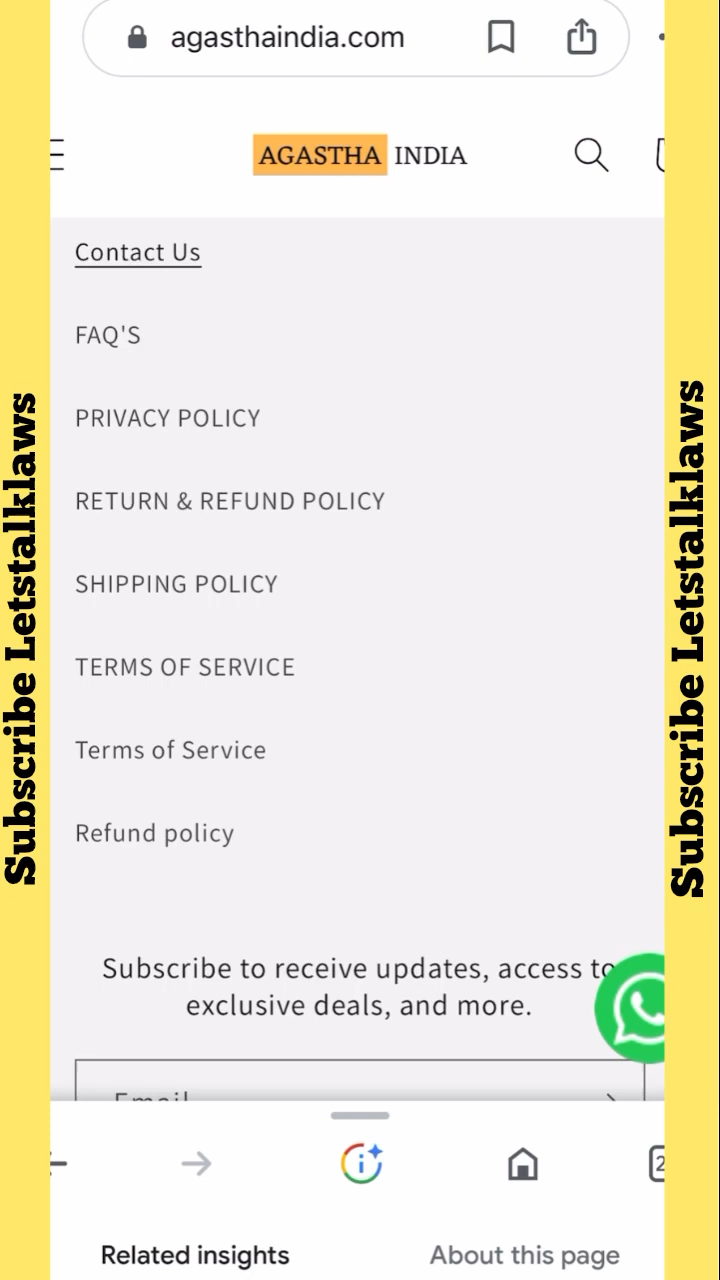 agasthaindia.com
AGASTHA INDIA
Contact Us
FAQ'S
PRIVACY POLICY
RETURN & REFUND POLICY
SHIPPING POLICY
TERMS OF SERVICE
Terms of Service
Refund policy
Subscribe to receive updates, access to
exclusive deals, and more.
Email
2
Related insights
About this page
Subscribe Letstalklaws
Subscribe Letstalklaws